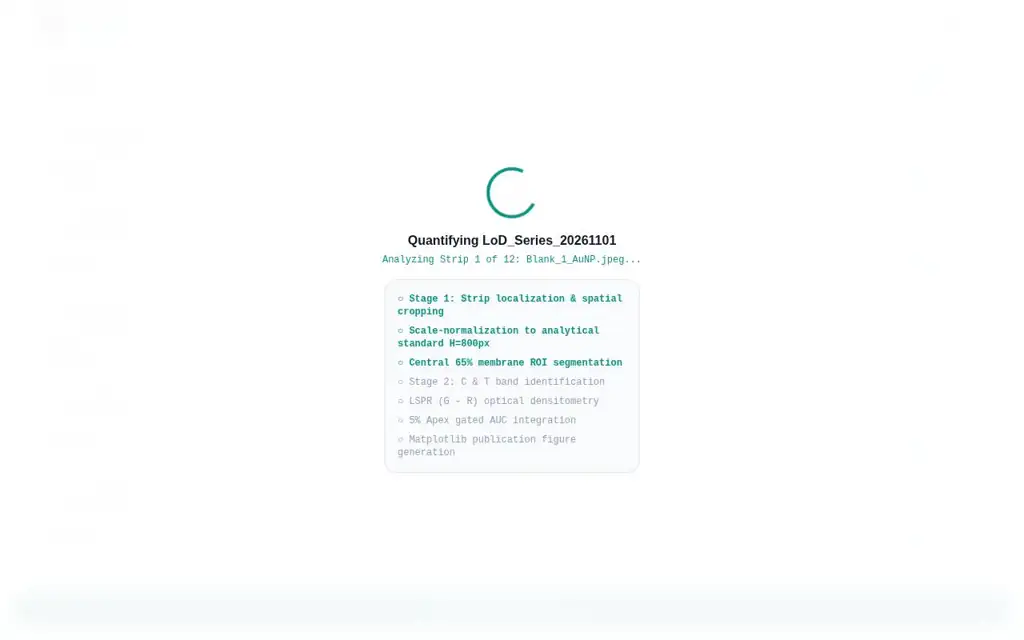 Quantifying LoD_Series_20261101
Analyzing Strip 1 of 12: Blank_1_AuNP.jpeg...
○ Stage 1: Strip localization & spatial
cropping
○ Scale-normalization to analytical
standard H=800px
○ Central 65% membrane ROI segmentation
○ Stage 2: C & T band identification
○ LSPR (G - R) optical densitometry
○ 5% Apex gated AUC integration
○ Matplotlib publication figure
generation